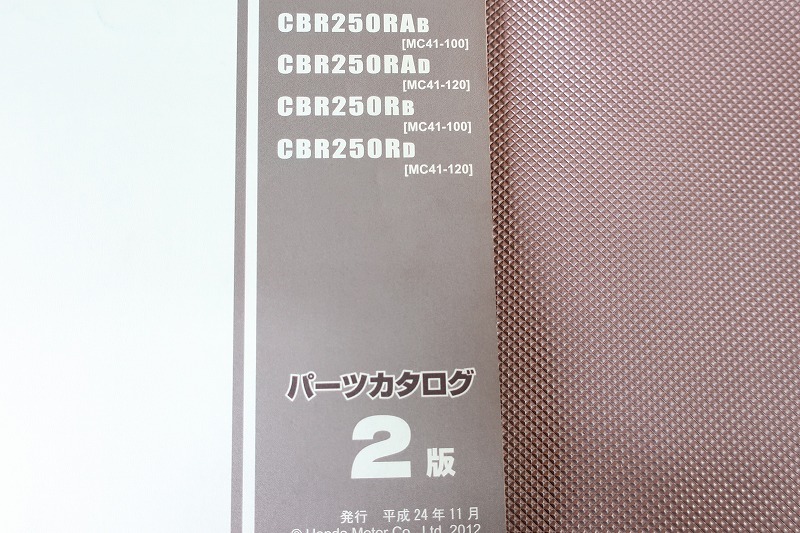 CBR250RAB
[MC41-100]
CBR250RAD
[MC41-120]
CBR250RB
[MC41-100]
CBR250RD
[MC41-120]
パーツカタログ
2 版
発行 平成24年11月
© Honda Motor Co., Ltd. 2012